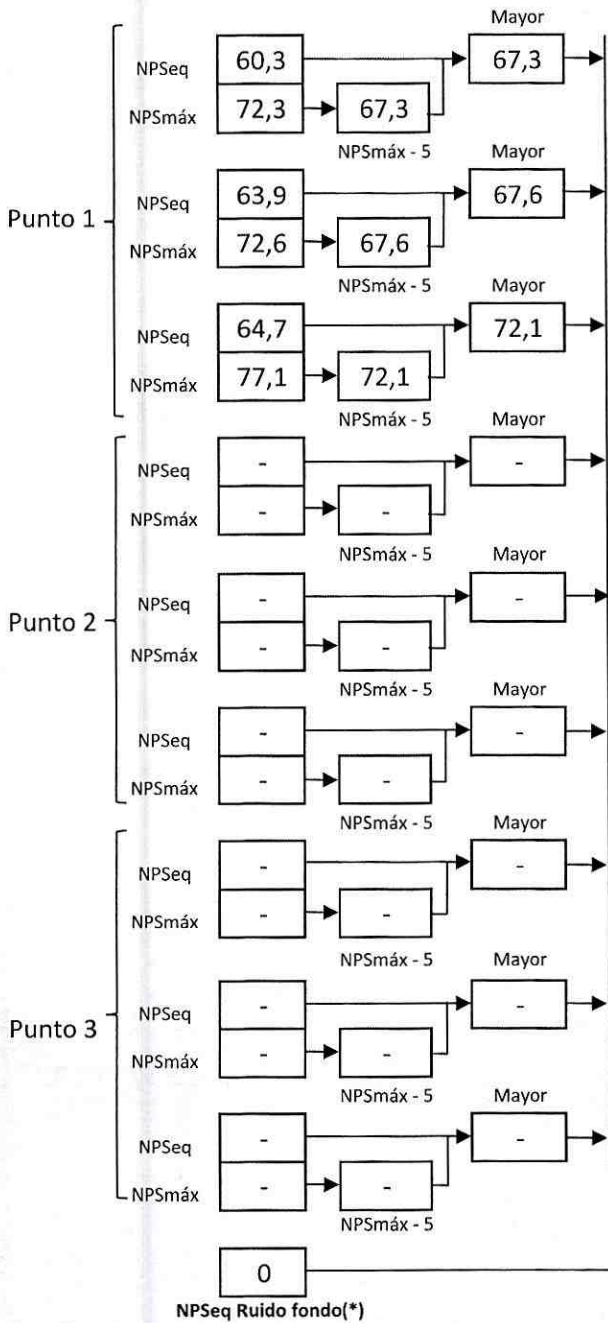 Mayor
NPSeq 60,3 67,3
NPSmáx 72,3 67,3
NPSmáx - 5
Mayor
NPSeq 63,9 67,6
Punto 1
NPSmáx 72,6 67,6
NPSmáx - 5
Mayor
NPSeq 64,7 72,1
NPSmáx 77,1 72,1
NPSmáx - 5
Mayor
NPSeq - -
NPSmáx - -
NPSmáx - 5
Mayor
NPSeq - -
Punto 2
NPSmáx - -
NPSmáx - 5
Mayor
NPSeq - -
NPSmáx - -
NPSmáx - 5
Mayor
NPSeq - -
NPSmáx - -
NPSmáx - 5
Mayor
NPSeq - -
Punto 3
NPSmáx - -
NPSmáx - 5
Mayor
NPSeq - -
NPSmáx - -
NPSmáx - 5
0
NPSeq Ruido fondo(*)